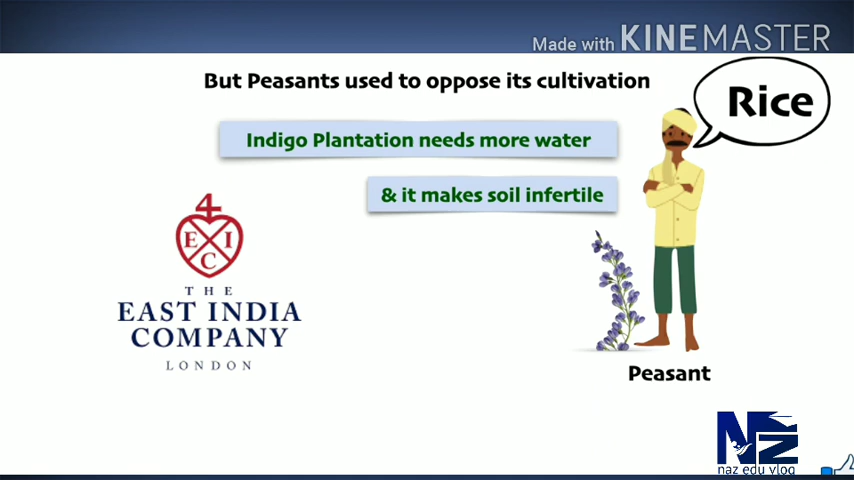 Made with KINEMASTER
But Peasants used to oppose its cultivation
Rice
Indigo Plantation needs more water
& it makes soil infertile
4
E I
C
THE
EAST INDIA
COMPANY
LONDON
Peasant
NZ
naz edu vlog